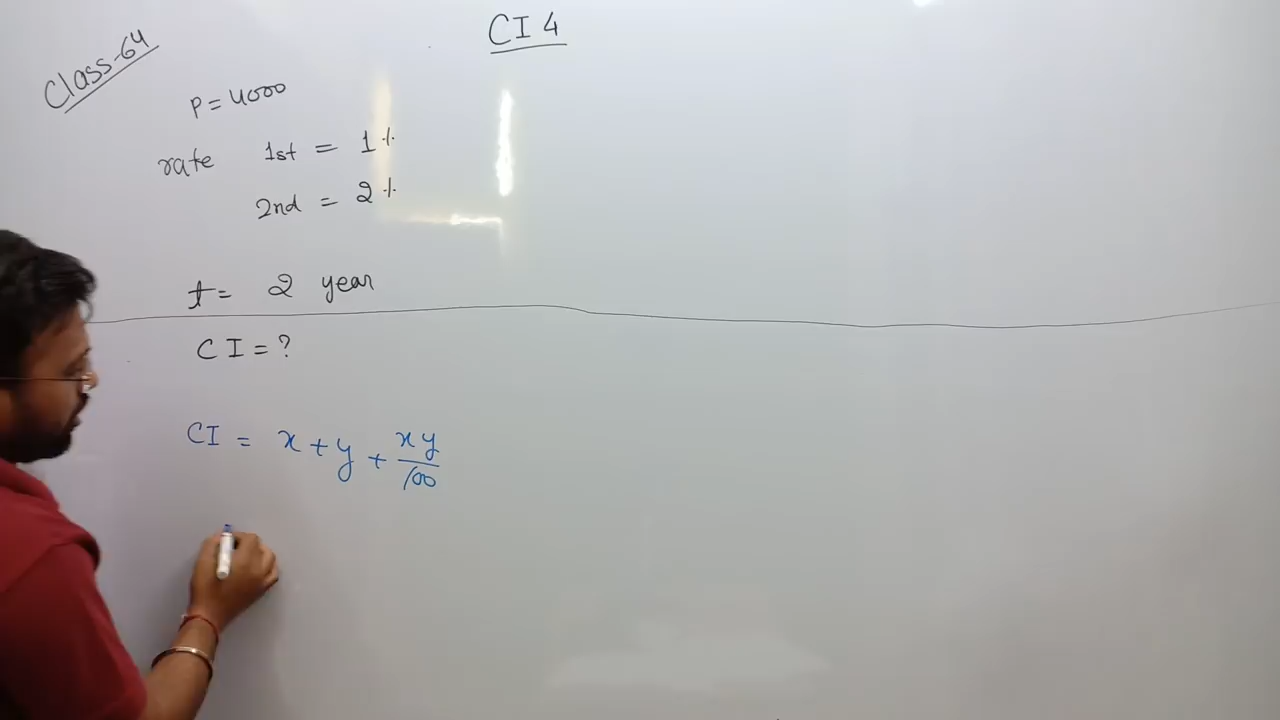 Class-64
CI 4
P = 4000
rate 1st = 1%
2nd = 2%
t = 2 year
CI = ?
CI = x + y + xy/100